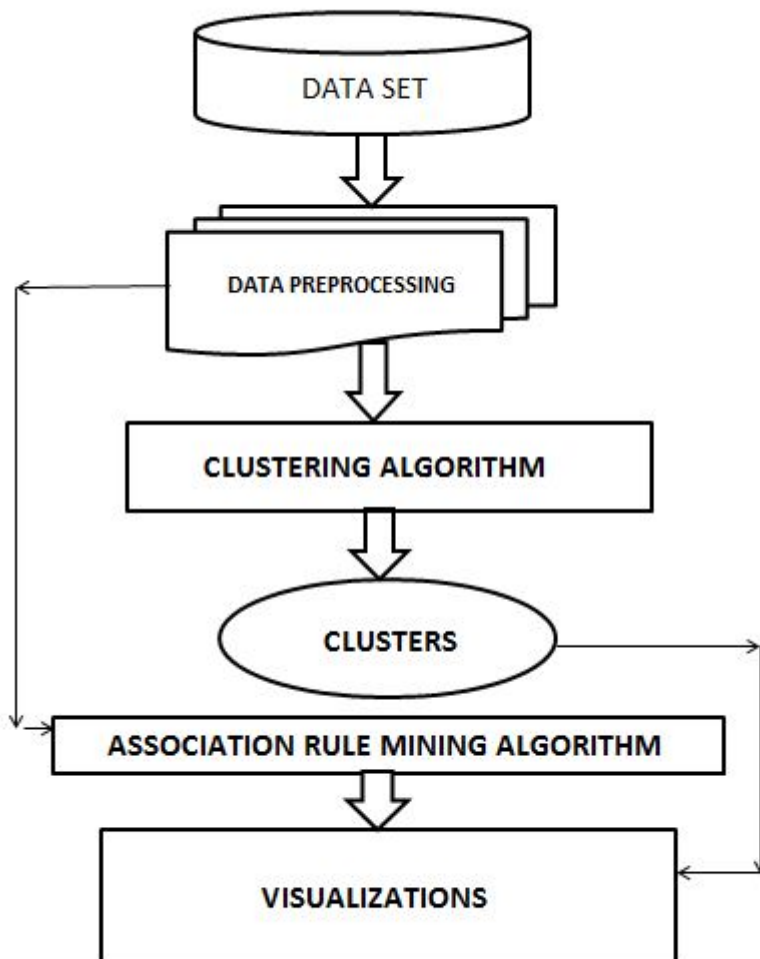 DATA SET
DATA PREPROCESSING
CLUSTERING ALGORITHM
CLUSTERS
ASSOCIATION RULE MINING ALGORITHM
VISUALIZATIONS